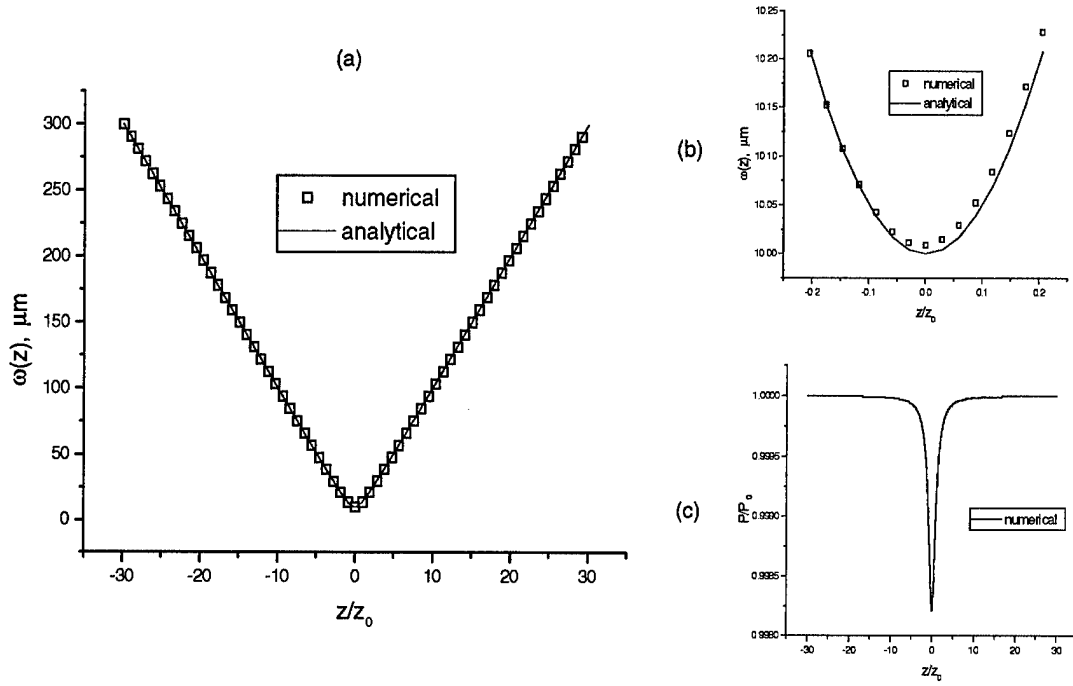 (a)
ω(z), μm
300
250
200
150
100
50
0
-30
-20
-10
0
10
20
30
z/z₀
numerical
analytical
(b)
ω(z), μm
10.25
10.20
10.15
10.10
10.05
10.00
-0.2
-0.1
0.0
0.1
0.2
z/z₀
numerical
analytical
(c)
P/P₀
1.0000
0.9995
0.9990
0.9985
0.9980
-30
-20
-10
0
10
20
30
z/z₀
numerical